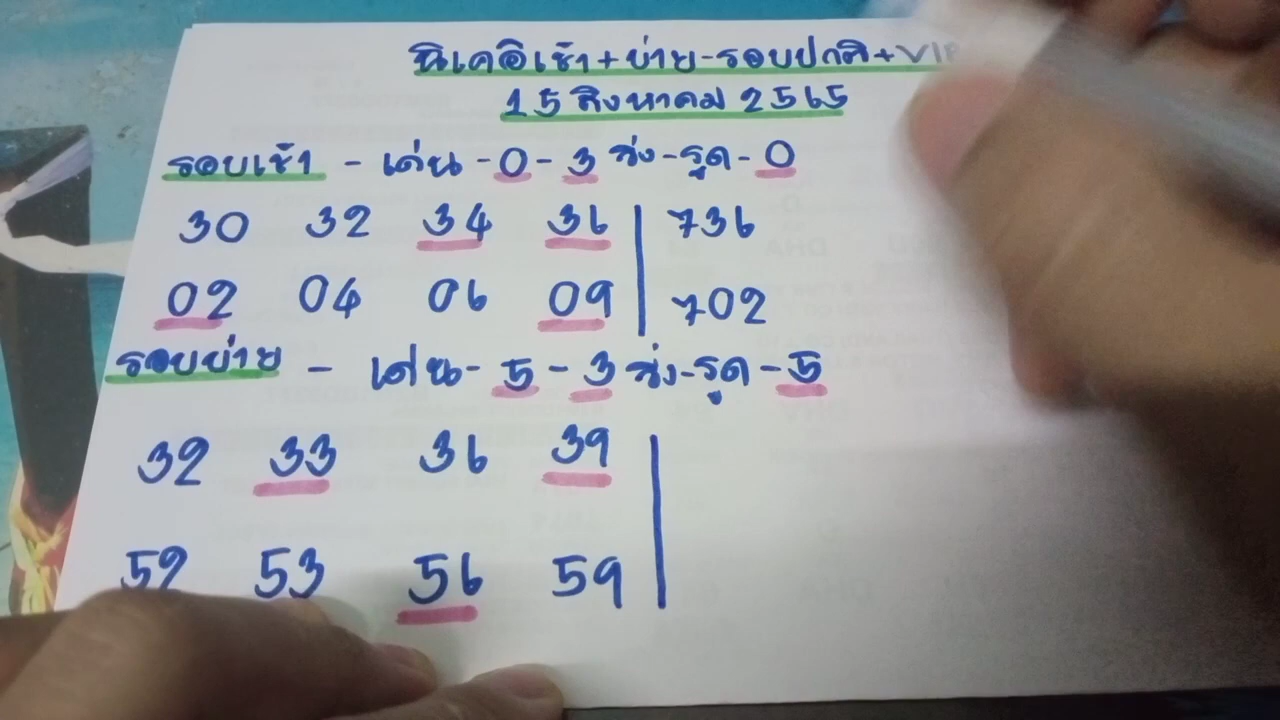 นิเคอิเช้า+บ่าย-รอบปกติ+VIP
15 สิงหาคม 2565
รอบเช้า - เด่น-0-3 วิ่ง-รูด-0
30 32 34 36 736
02 04 06 09 702
รอบบ่าย - เด่น-5-3 วิ่ง-รูด-5
32 33 36 39
52 53 56 59